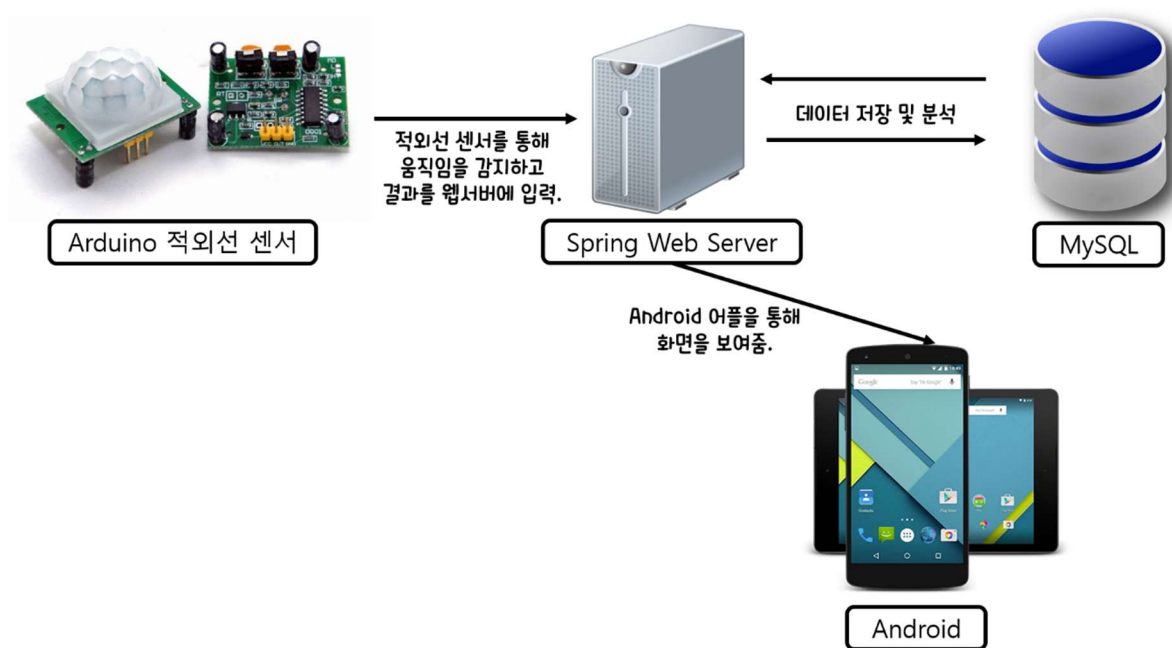 적외선 센서를 통해
움직임을 감지하고
결과를 웹서버에 입력.
데이터 저장 및 분석
Arduino 적외선 센서
Spring Web Server
MySQL
Android 어플을 통해
화면을 보여줌.
Google
Android